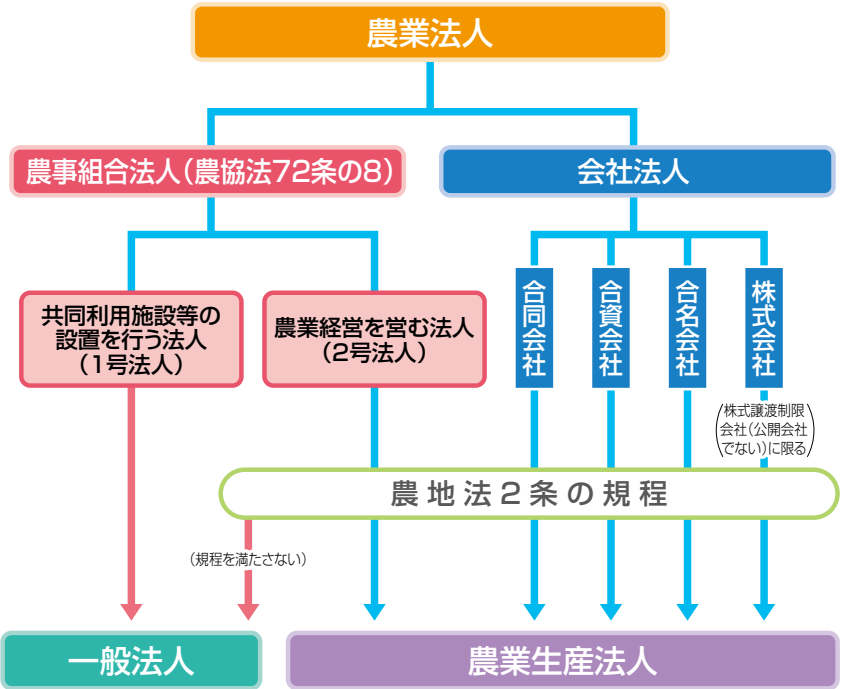 農業法人
農事組合法人(農協法72条の8)
会社法人
共同利用施設等の
設置を行う法人
(1号法人)
農業経営を営む法人
(2号法人)
合同会社
合資会社
合名会社
株式会社
(株式譲渡制限
会社(公開会社
でない)に限る)
農地法2条の規程
(規程を満たさない)
一般法人
農業生産法人